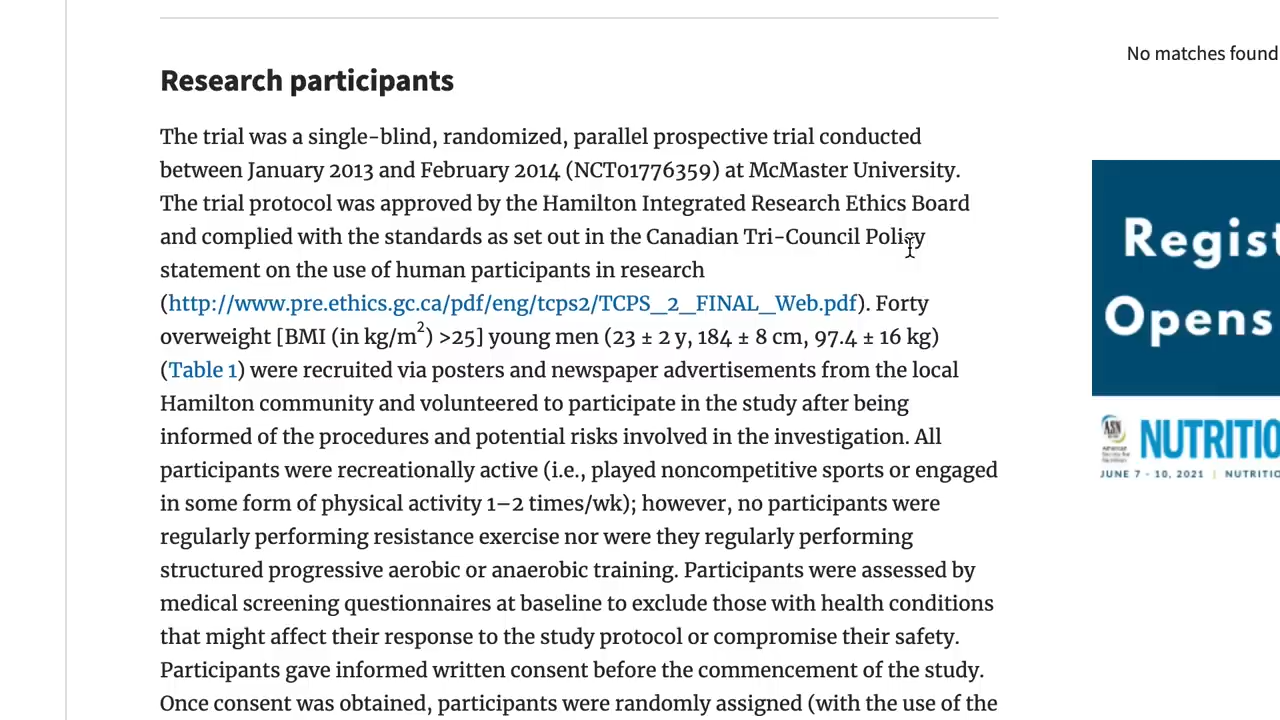 No matches found
Research participants
The trial was a single-blind, randomized, parallel prospective trial conducted
between January 2013 and February 2014 (NCT01776359) at McMaster University.
The trial protocol was approved by the Hamilton Integrated Research Ethics Board
and complied with the standards as set out in the Canadian Tri-Council Policy
statement on the use of human participants in research
(http://www.pre.ethics.gc.ca/pdf/eng/tcps2/TCPS_2_FINAL_Web.pdf). Forty
overweight [BMI (in kg/m²) >25] young men (23 ± 2 y, 184 ± 8 cm, 97.4 ± 16 kg)
(Table 1) were recruited via posters and newspaper advertisements from the local
Hamilton community and volunteered to participate in the study after being
informed of the procedures and potential risks involved in the investigation. All
participants were recreationally active (i.e., played noncompetitive sports or engaged
in some form of physical activity 1–2 times/wk); however, no participants were
regularly performing resistance exercise nor were they regularly performing
structured progressive aerobic or anaerobic training. Participants were assessed by
medical screening questionnaires at baseline to exclude those with health conditions
that might affect their response to the study protocol or compromise their safety.
Participants gave informed written consent before the commencement of the study.
Once consent was obtained, participants were randomly assigned (with the use of the
Regist
Opens
ASN
NUTRITIO
JUNE 7 - 10, 2021 | NUTRITIO